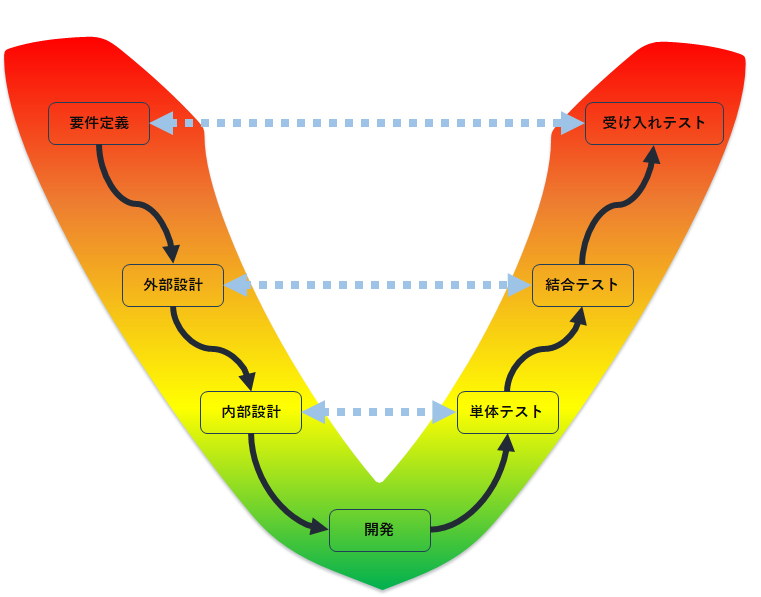 要件定義
受け入れテスト
外部設計
結合テスト
内部設計
単体テスト
開発